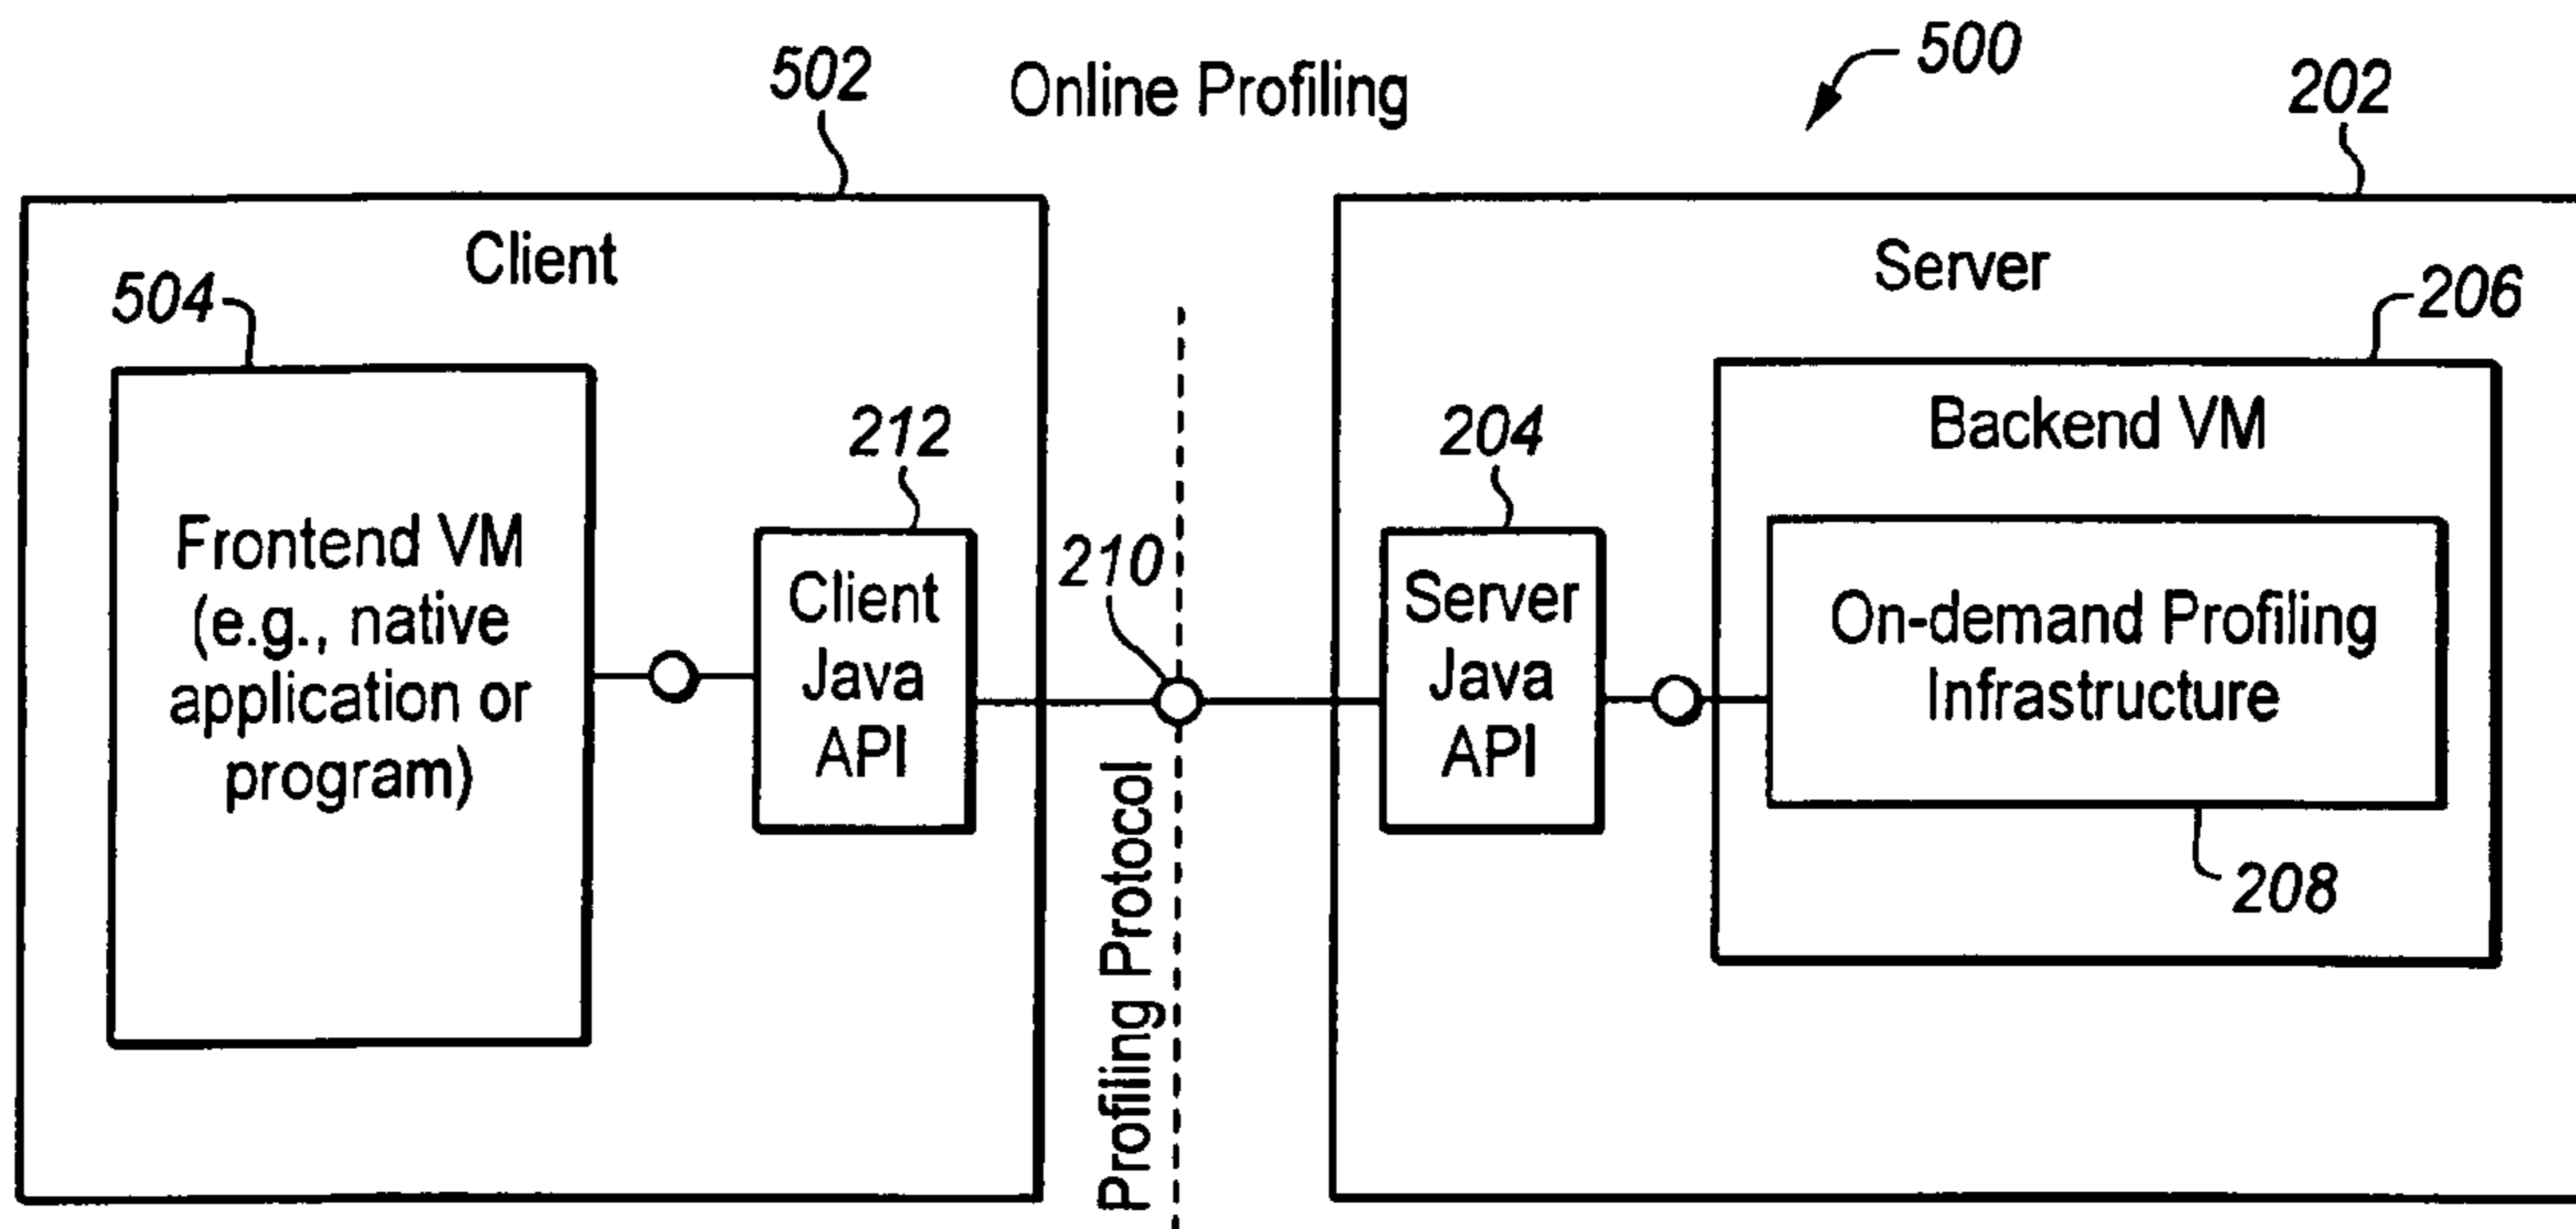 Online Profiling
500
502
202
Client
Server
504
206
Frontend VM
(e.g., native
application or
program)
212
Client
Java
API
210
Profiling Protocol
204
Server
Java
API
Backend VM
On-demand Profiling
Infrastructure
208